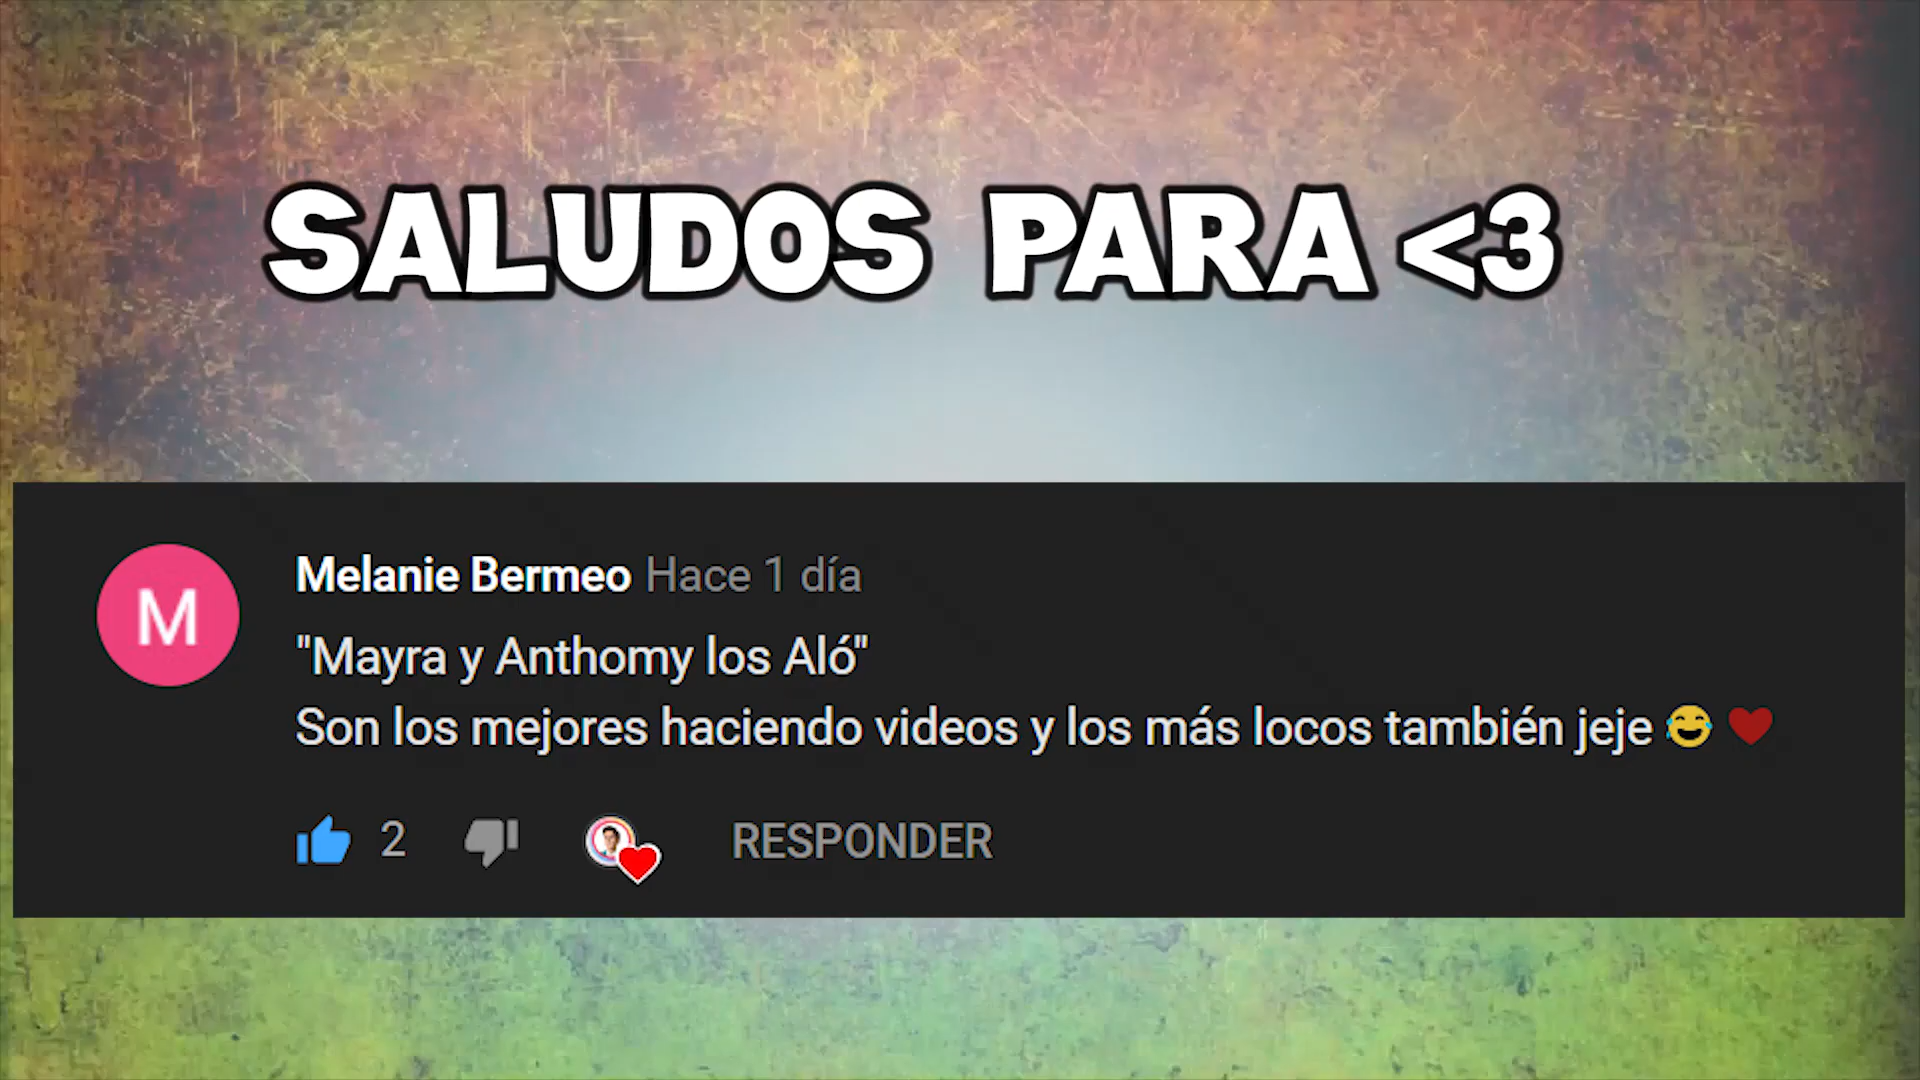 SALUDOS PARA <3
M
Melanie Bermeo Hace 1 día
"Mayra y Anthomy los Aló"
Son los mejores haciendo videos y los más locos también jeje 😂 ❤
2
RESPONDER